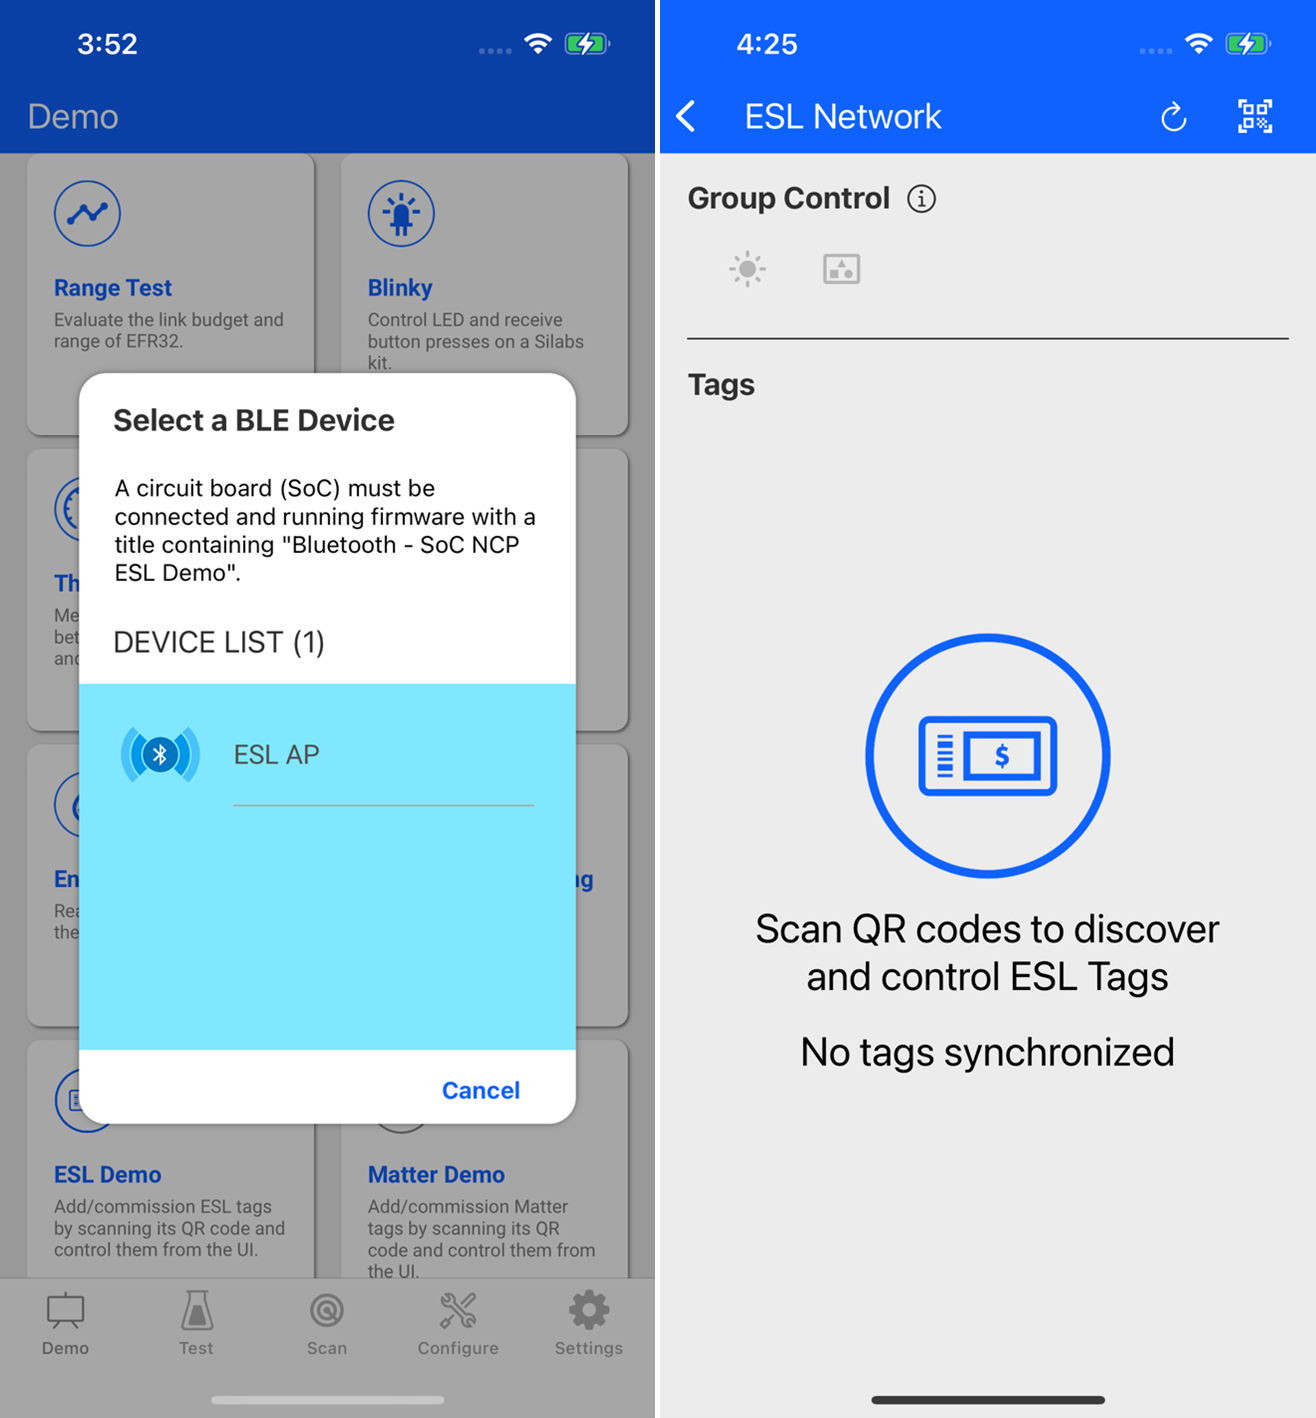 3:52
Demo
Range Test
Evaluate the link budget and
range of EFR32.
Blinky
Control LED and receive
button presses on a Silabs
kit.
Select a BLE Device
A circuit board (SoC) must be
connected and running firmware with a
title containing "Bluetooth - SoC NCP
ESL Demo".
DEVICE LIST (1)
ESL AP
Cancel
Th
Me
bet
and
En
Rea
the
ng
ESL Demo
Add/commission ESL tags
by scanning its QR code and
control them from the UI.
Matter Demo
Add/commission Matter
tags by scanning its QR
code and control them from
the UI.
Demo
Test
Scan
Configure
Settings
4:25
ESL Network
Group Control
Tags
$
Scan QR codes to discover
and control ESL Tags
No tags synchronized